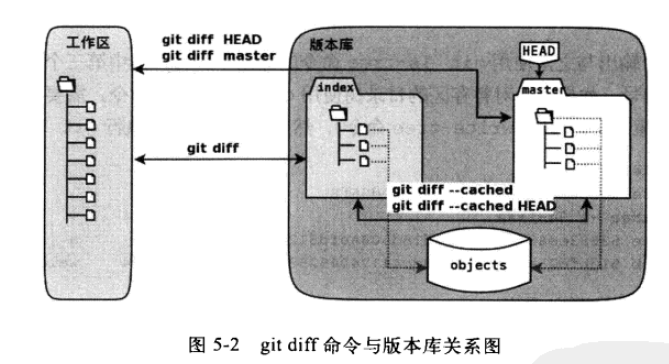 工作区
git diff HEAD
git diff master
版本库
HEAD
index
master
git diff
git diff --cached
git diff --cached HEAD
objects
图 5-2 git diff 命令与版本库关系图